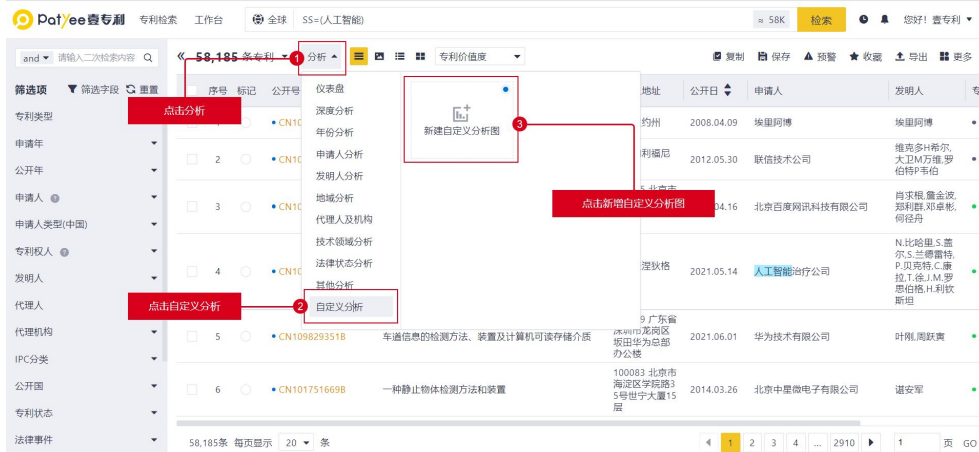 Patyee壹专利 专利检索 工作台 全球 SS=(人工智能) ≈ 58K 检索 您好! 壹专利
and 请输入二次检索内容 58,185 条专利 1 分析 专利价值度 复制 保存 预警 收藏 导出 更多
筛选项 筛选字段 重置 序号 标记 公开号 仪表盘 地址 公开日 申请人 发明人 专
点击分析
专利类型 CN10 深度分析 新建自定义分析图 3 约州 2008.04.09 埃里阿博 埃里阿博
申请年 年份分析
公开年 2 CN10 申请人分析 利福尼 2012.05.30 联信技术公司 维克多H希尔,
大卫M万维,罗
伯特P韦伯
申请人 发明人分析
申请人类型(中国) 3 CN10 地域分析 点击新增自定义分析图 04.16 北京百度网讯科技有限公司 肖求根,詹金波,
郑利群,邓卓彬,
何径舟
专利权人 代理人及机构
技术领域分析
发明人 4 CN10 法律状态分析 涅狄格 2021.05.14 人工智能治疗公司 N.比哈里,S.盖
尔,S.兰德雷特,
P.贝克特,C.康
拉,T.徐,J.M.罗
思伯格,H.利钦
斯坦
其他分析
代理人 点击自定义分析 2 自定义分析
代理机构 5 CN109829351B 车道信息的检测方法、装置及计算机可读存储介质 9 广东省
深圳市龙岗区
坂田华为总部
办公楼 2021.06.01 华为技术有限公司 叶刚,周跃寅
IPC分类
公开国 6 CN101751669B 一种静止物体检测方法和装置 100083 北京市
海淀区学院路3
5号世宁大厦15
层 2014.03.26 北京中星微电子有限公司 谌安军
专利状态
法律事件 58,185条 每页显示 20 条 1 2 3 4 ... 2910 1 页 GO